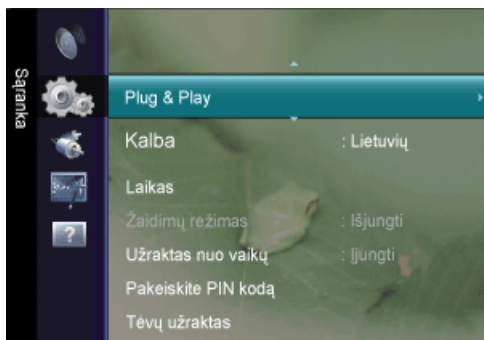 Sąranka
Plug & Play
Kalba : Lietuvių
Laikas
Žaidimų režimas : Išjungti
Užraktas nuo vaikų : Įjungti
Pakeiskite PIN kodą
Tėvų užraktas
?